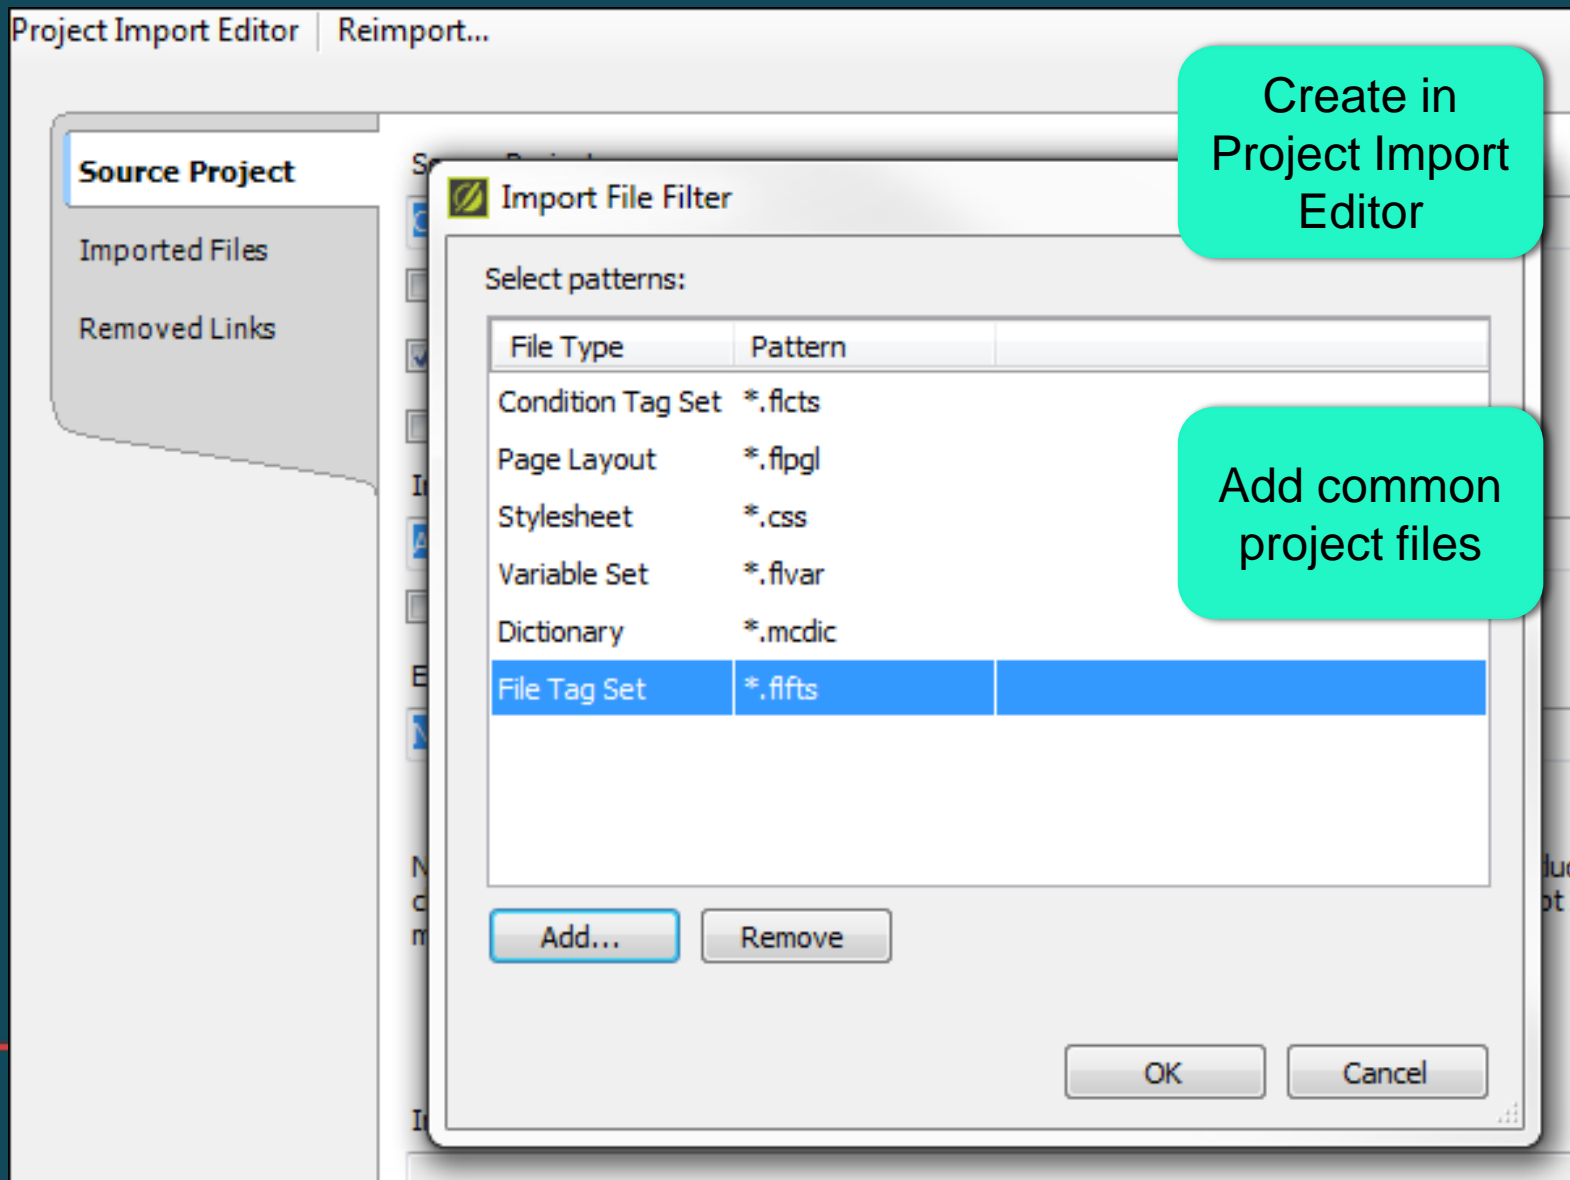 Project Import Editor Reimport...
Create in
Project Import
Editor
Source Project
Imported Files
Removed Links
Import File Filter
Select patterns:
File Type Pattern
Condition Tag Set *.flcts
Page Layout *.flpgl
Stylesheet *.css
Variable Set *.flvar
Dictionary *.mcdic
File Tag Set *.flfts
Add common
project files
Add... Remove
OK Cancel